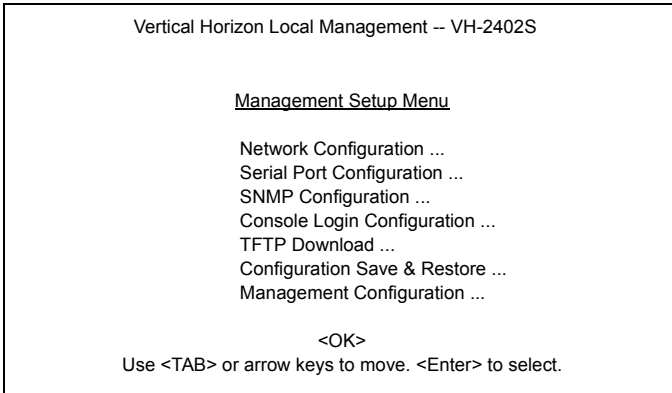 Vertical Horizon Local Management -- VH-2402S
Management Setup Menu
Network Configuration ...
Serial Port Configuration ...
SNMP Configuration ...
Console Login Configuration ...
TFTP Download ...
Configuration Save & Restore ...
Management Configuration ...
<OK>
Use <TAB> or arrow keys to move. <Enter> to select.